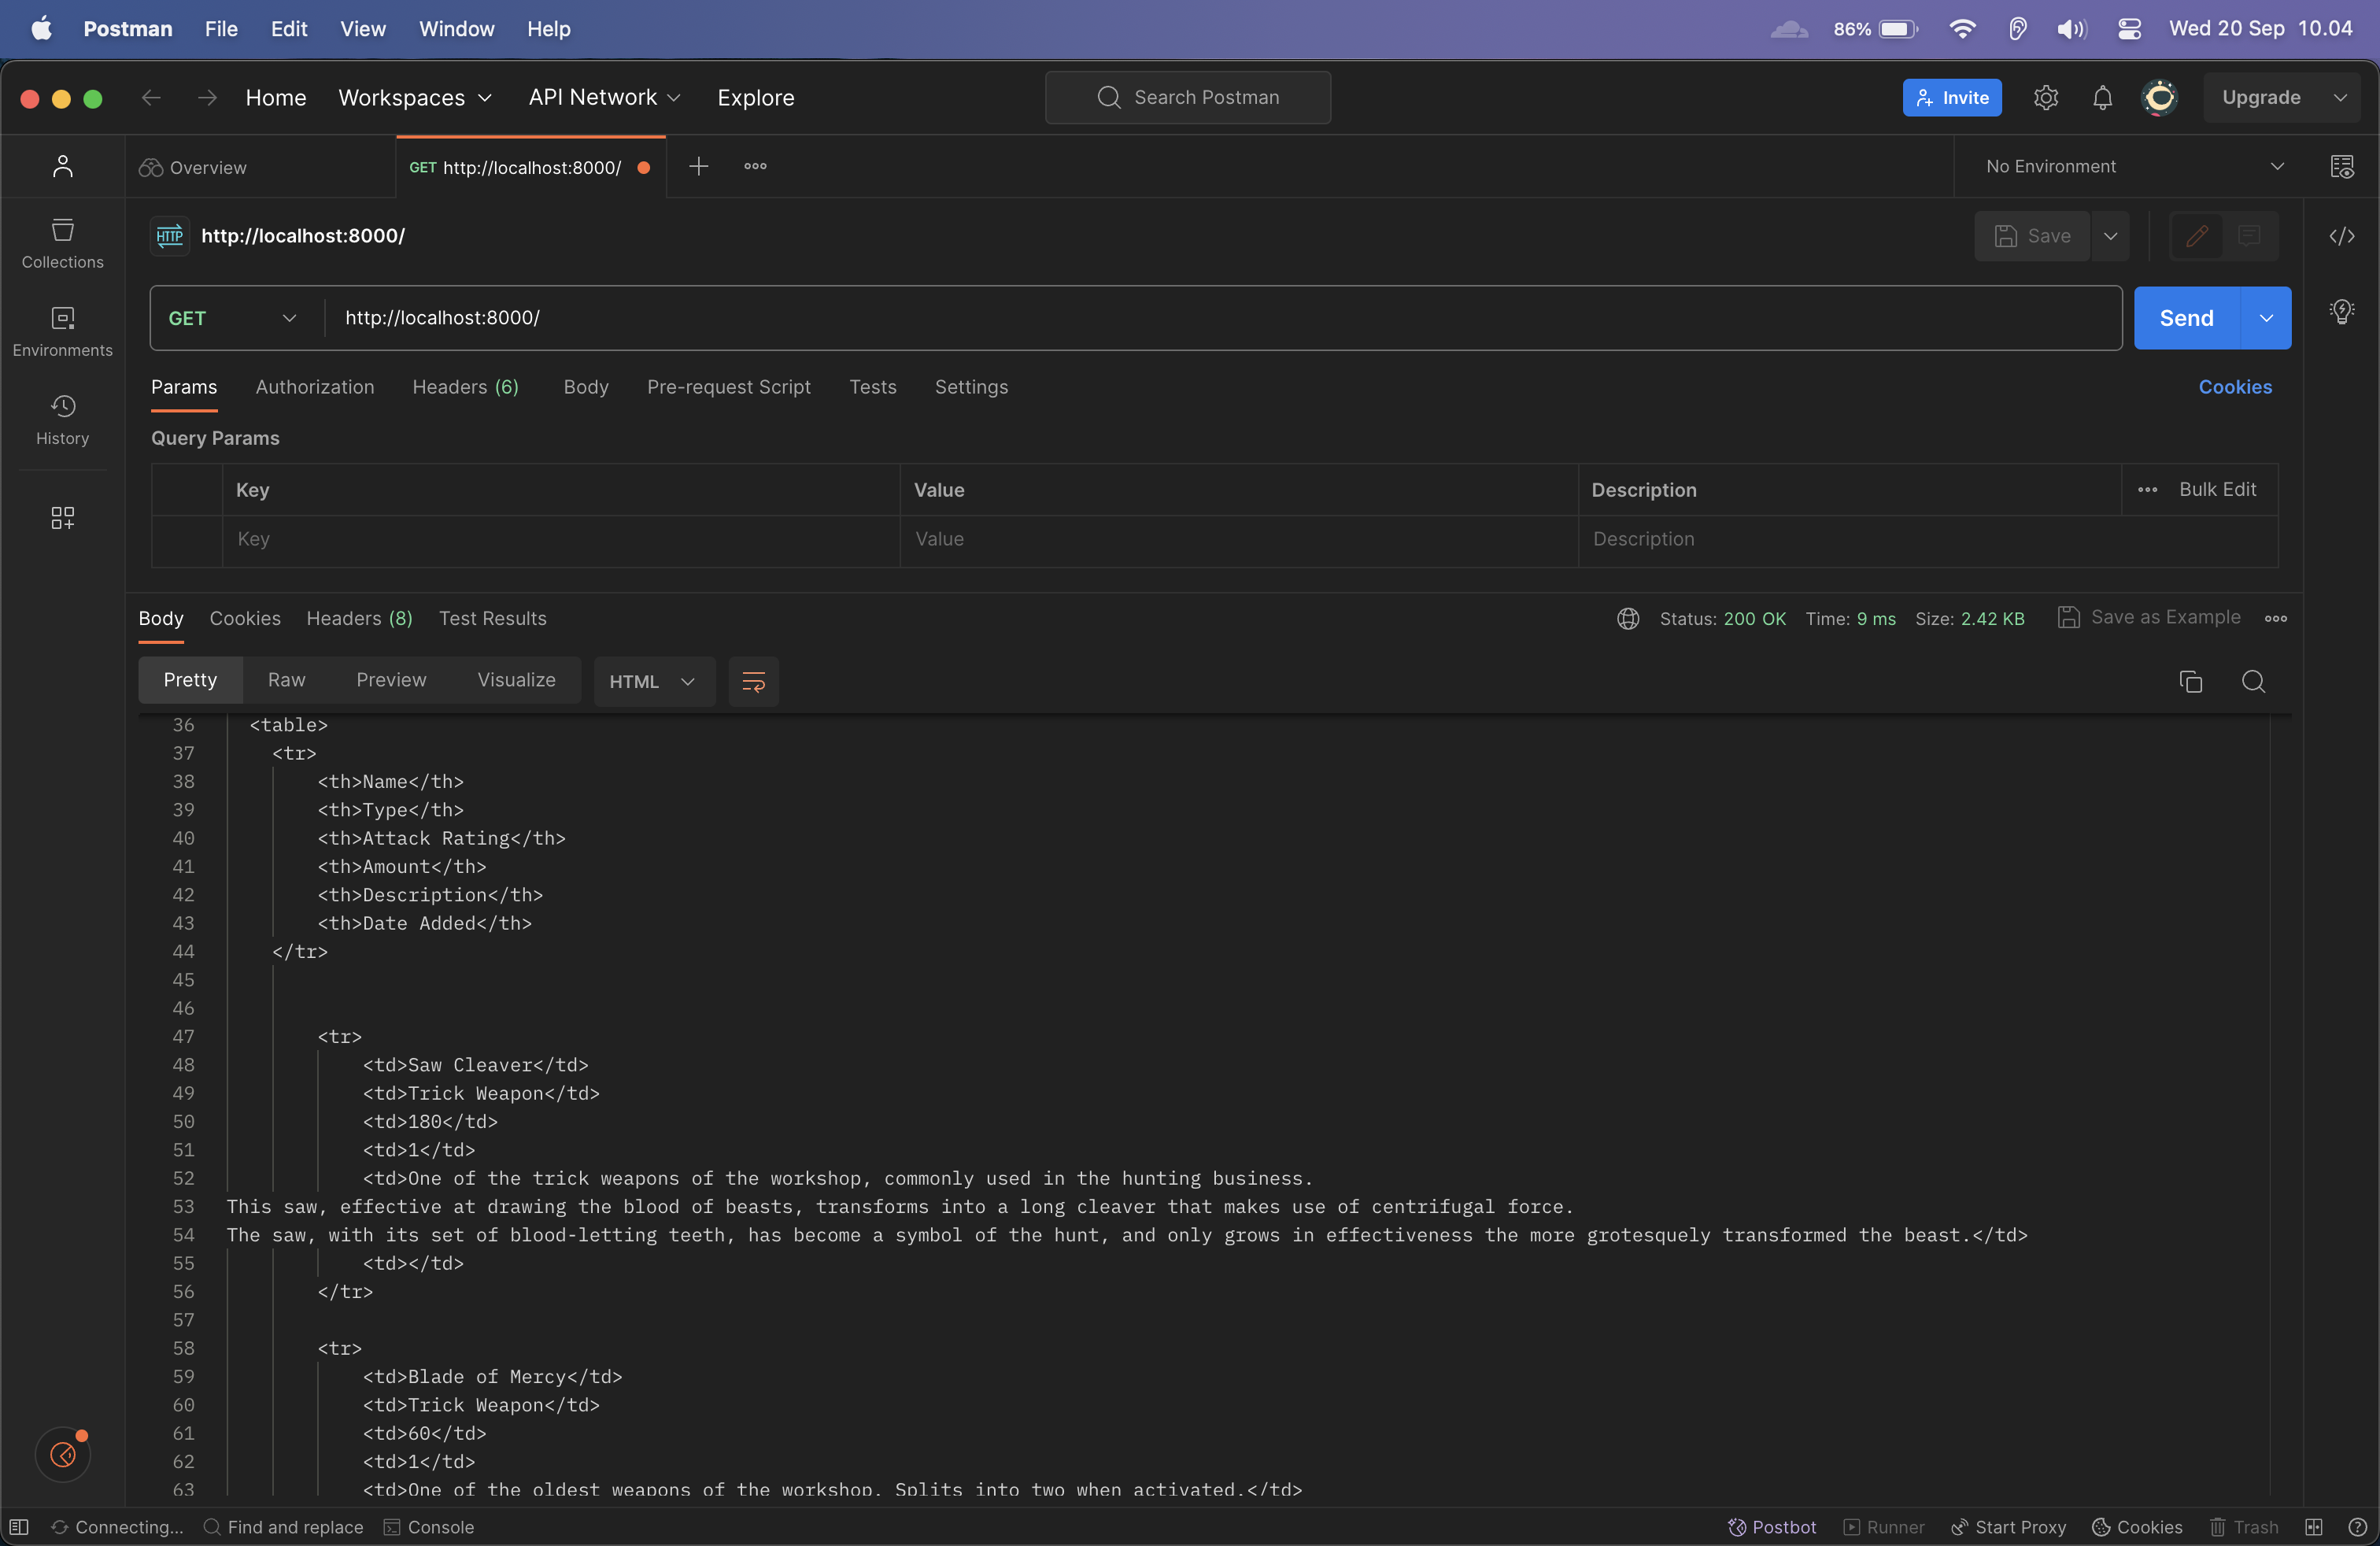 Postman File Edit View Window Help 86% Wed 20 Sep 10.04
Home Workspaces API Network Explore Search Postman Invite Upgrade
Overview GET http://localhost:8000/ No Environment
HTTP http://localhost:8000/ Save
Collections
Environments
History
GET http://localhost:8000/ Send
Params Authorization Headers (6) Body Pre-request Script Tests Settings Cookies
Query Params
Key Value Description Bulk Edit
Key Value Description
Body Cookies Headers (8) Test Results Status: 200 OK Time: 9 ms Size: 2.42 KB Save as Example
Pretty Raw Preview Visualize HTML
36 <table>
37 <tr>
38 <th>Name</th>
39 <th>Type</th>
40 <th>Attack Rating</th>
41 <th>Amount</th>
42 <th>Description</th>
43 <th>Date Added</th>
44 </tr>
45
46
47 <tr>
48 <td>Saw Cleaver</td>
49 <td>Trick Weapon</td>
50 <td>180</td>
51 <td>1</td>
52 <td>One of the trick weapons of the workshop, commonly used in the hunting business.
53 This saw, effective at drawing the blood of beasts, transforms into a long cleaver that makes use of centrifugal force.
54 The saw, with its set of blood-letting teeth, has become a symbol of the hunt, and only grows in effectiveness the more grotesquely transformed the beast.</td>
55 <td></td>
56 </tr>
57
58 <tr>
59 <td>Blade of Mercy</td>
60 <td>Trick Weapon</td>
61 <td>60</td>
62 <td>1</td>
63 <td>One of the oldest weapons of the workshop. Splits into two when activated.</td>
Connecting... Find and replace Console Postbot Runner Start Proxy Cookies Trash